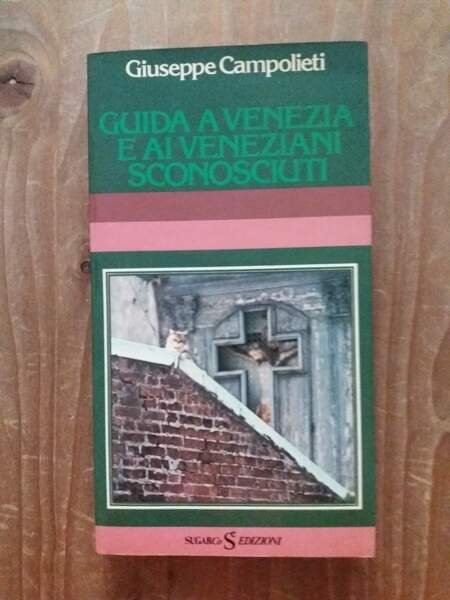 Giuseppe Campolieti
GUIDA A VENEZIA
E AI VENEZIANI
SCONOSCIUTI
SUGARCo S EDIZIONI